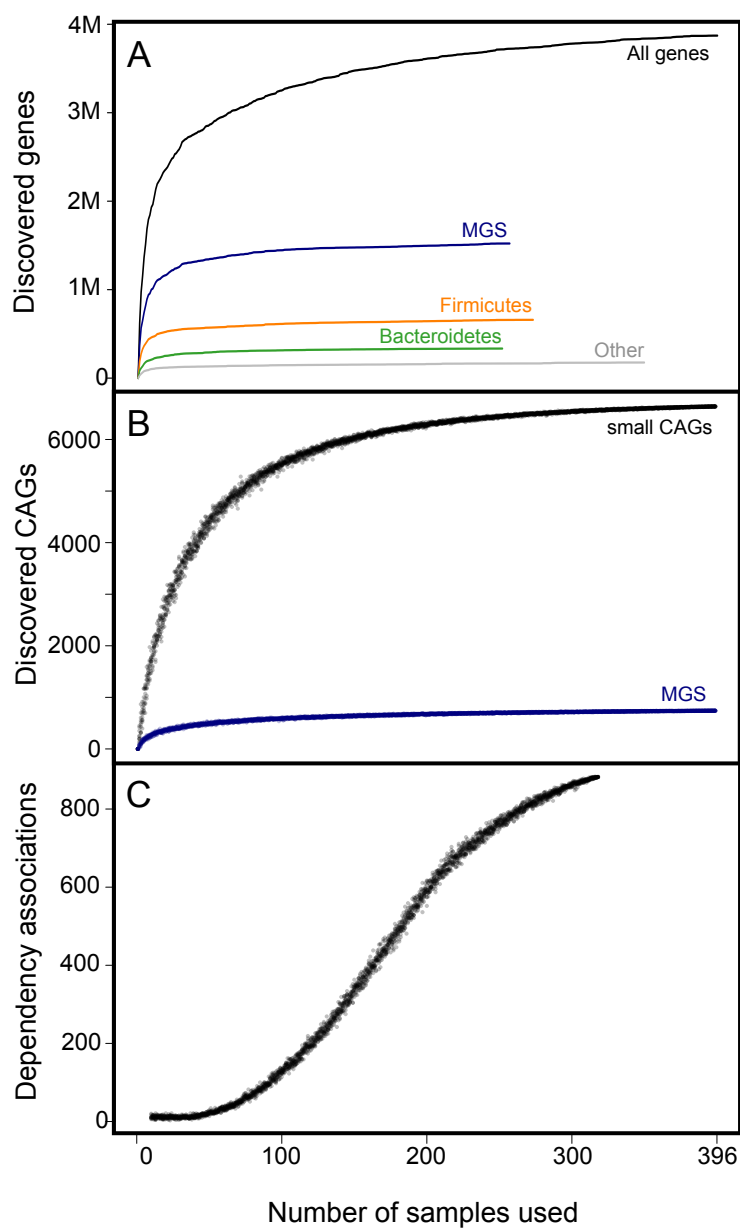 A
4M
3M
2M
1M
0
Discovered genes
All genes
MGS
Firmicutes
Bacteroidetes
Other
B
6000
4000
2000
0
Discovered CAGs
small CAGs
MGS
C
800
600
400
200
0
Dependency associations
0 100 200 300 396
Number of samples used